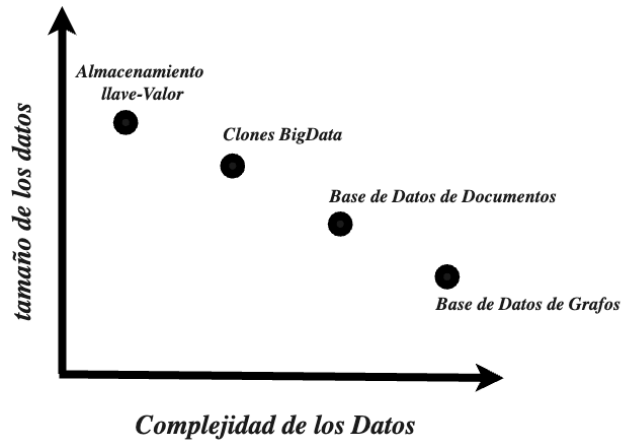 Almacenamiento
llave-Valor
Clones BigData
Base de Datos de Documentos
Base de Datos de Grafos
tamaño de los datos
Complejidad de los Datos